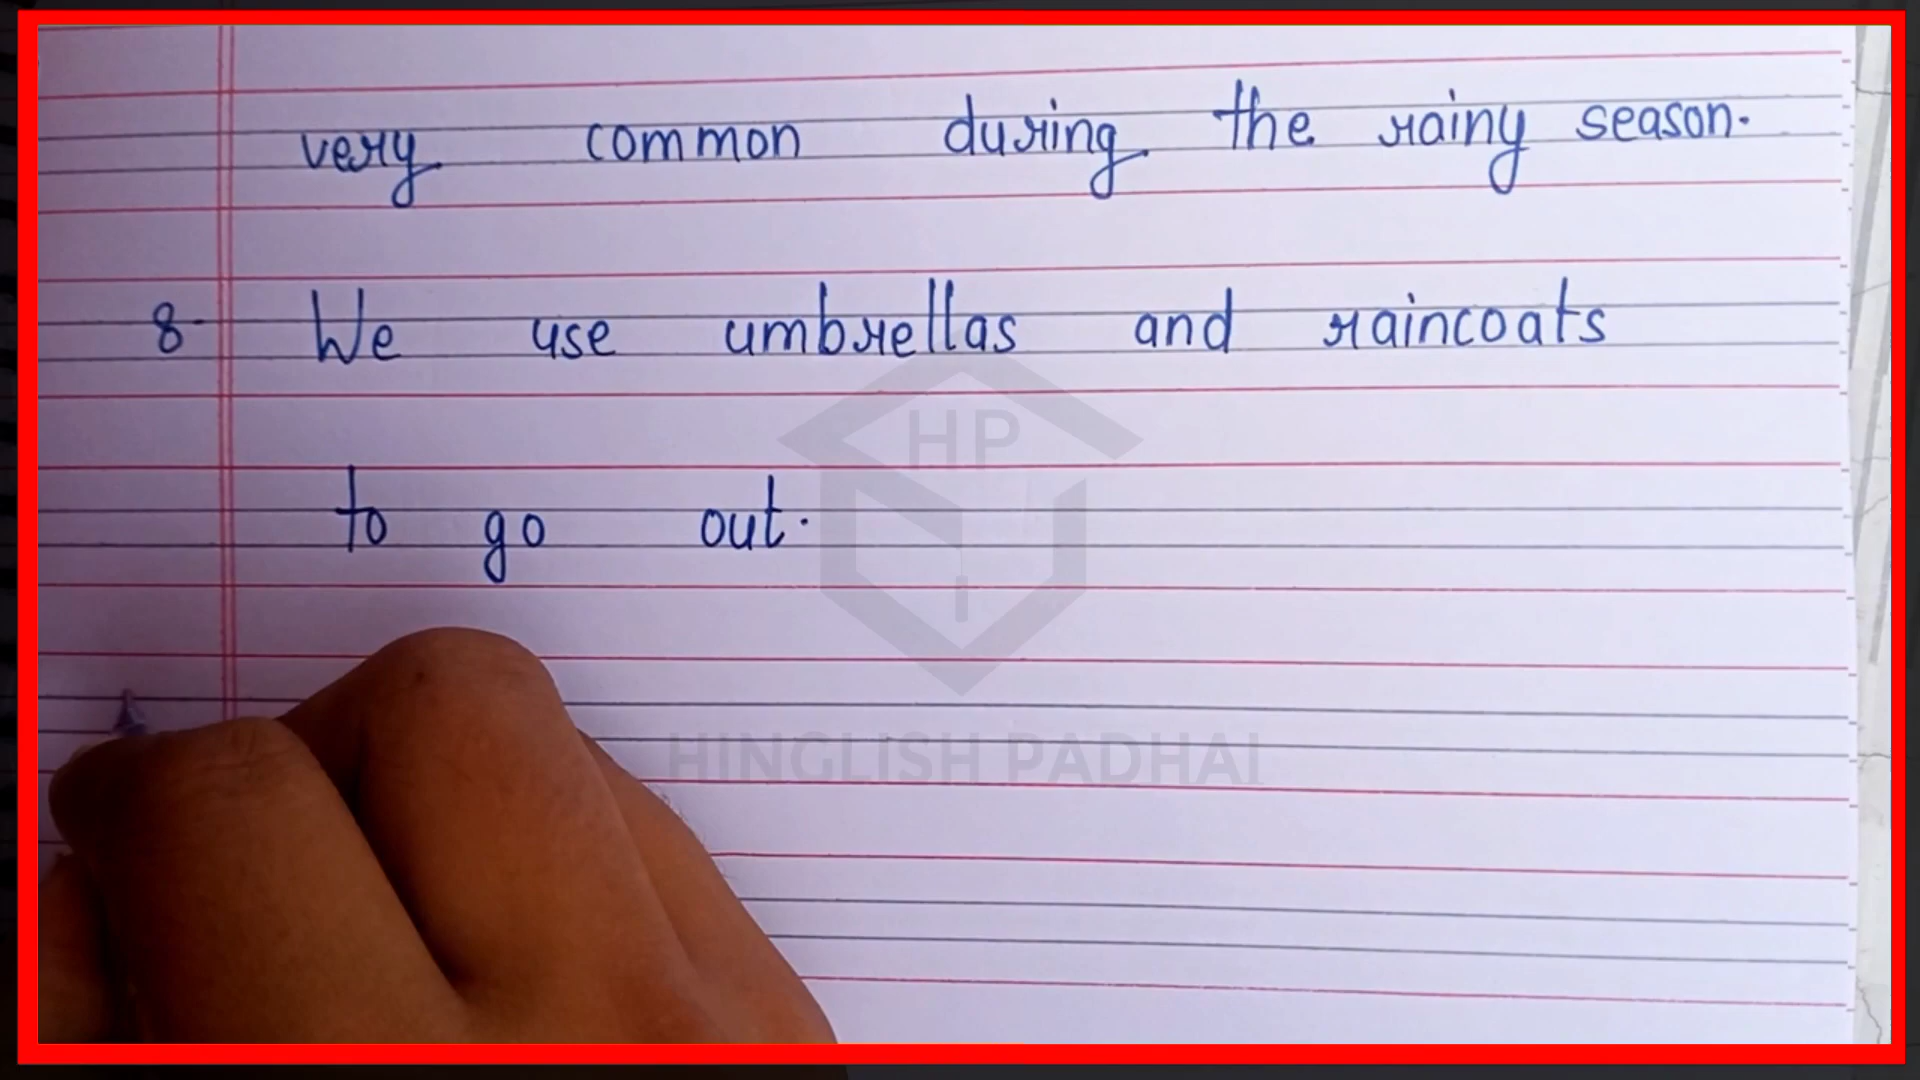 very common during the rainy season.
8. We use umbrellas and raincoats
to go out.
HP
HINGLISH PADHAI